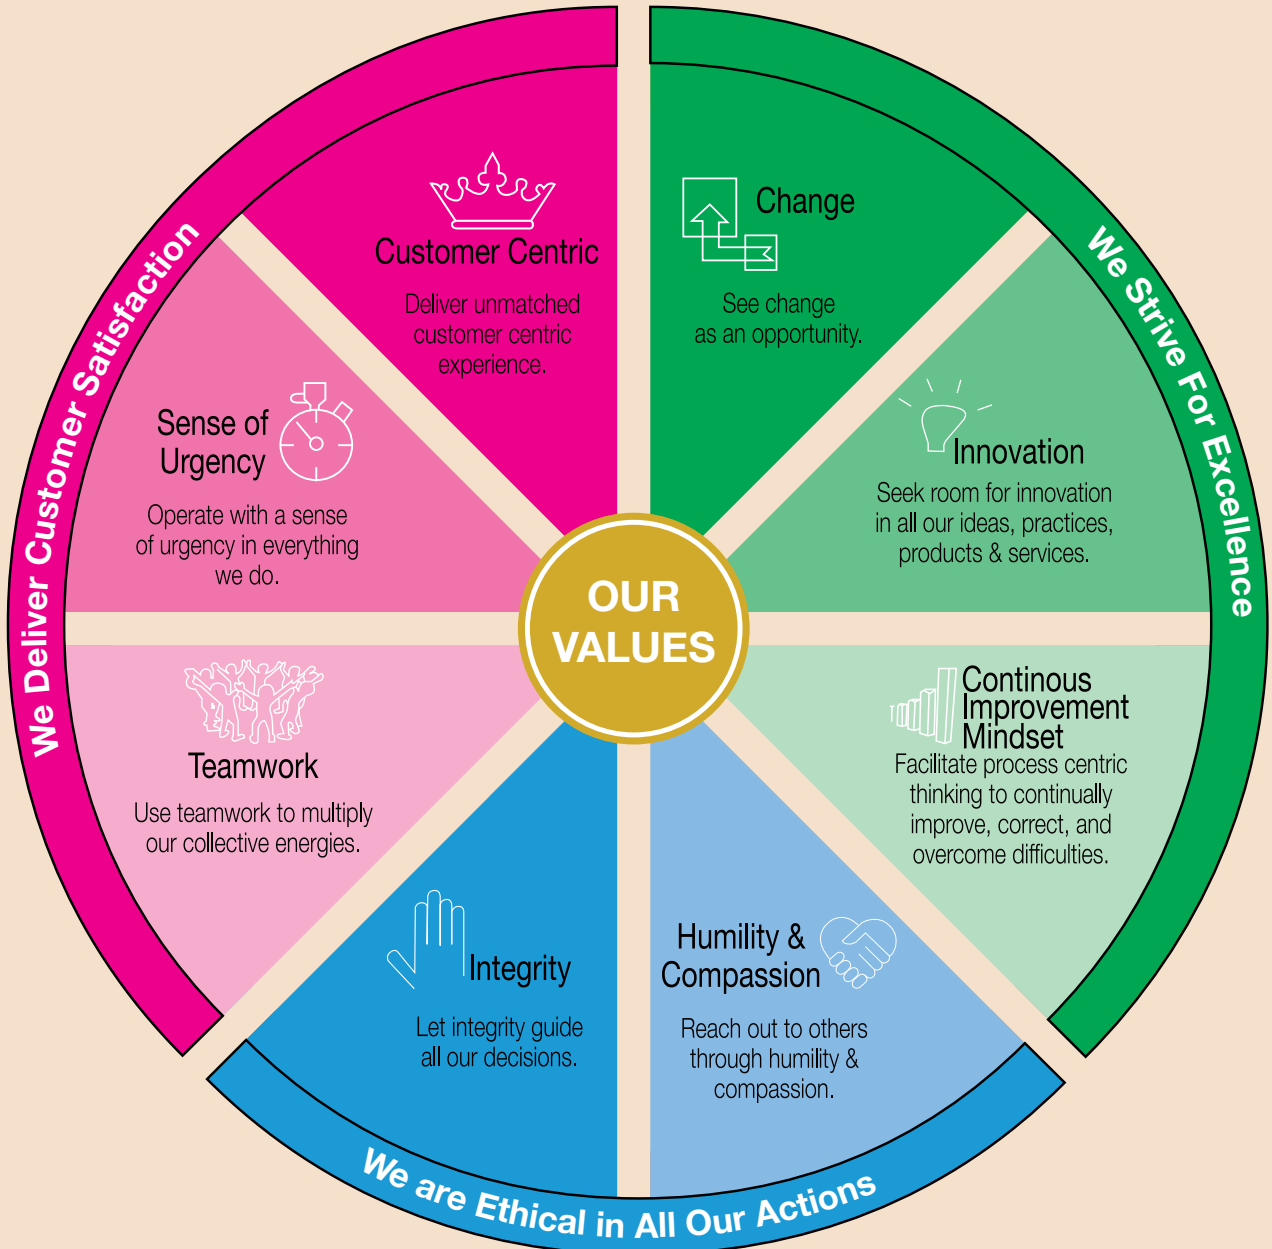 OUR
VALUES
We Deliver Customer Satisfaction
Customer Centric
Deliver unmatched
customer centric
experience.
Sense of
Urgency
Operate with a sense
of urgency in everything
we do.
Teamwork
Use teamwork to multiply
our collective energies.
We Strive For Excellence
Change
See change
as an opportunity.
Innovation
Seek room for innovation
in all our ideas, practices,
products & services.
Continous
Improvement
Mindset
Facilitate process centric
thinking to continually
improve, correct, and
overcome difficulties.
We are Ethical in All Our Actions
Integrity
Let integrity guide
all our decisions.
Humility &
Compassion
Reach out to others
through humility &
compassion.